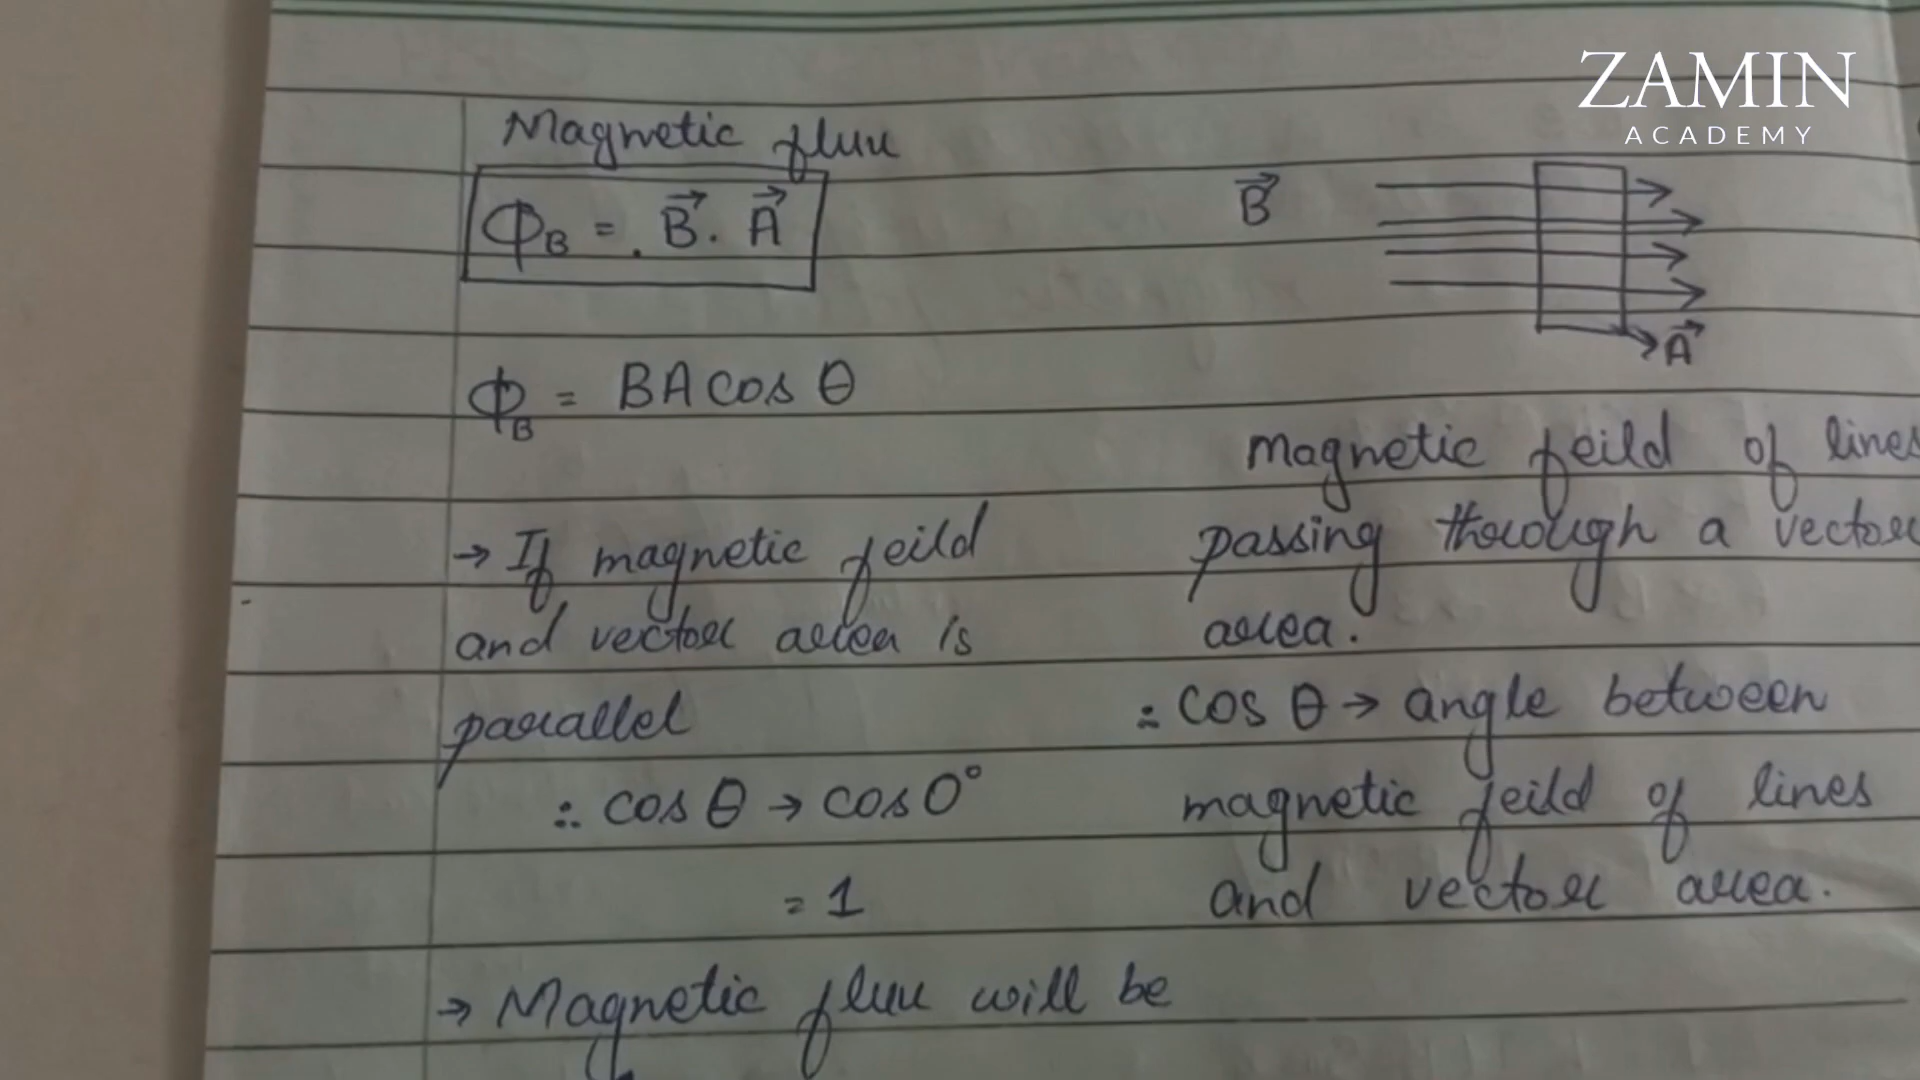 ZAMIN
ACADEMY
Magnetic flux
ΦB = . B⃗ . A⃗
ΦB = BA cos θ
→ If magnetic feild
and vector area is
parallel
∴ cos θ → cos 0°
= 1
→ Magnetic flux will be
B⃗
A⃗
Magnetic feild of lines
passing through a vector
area.
∴ cos θ → angle between
magnetic feild of lines
and vector area.